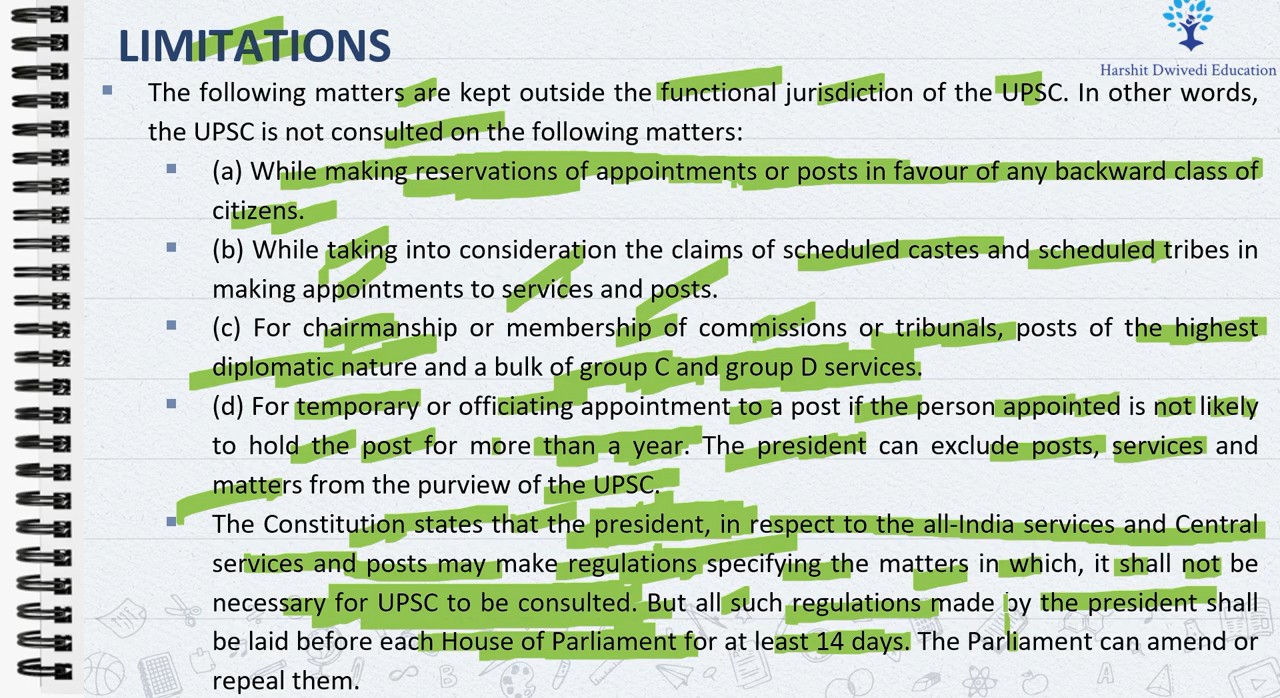 LIMITATIONS
Harshit Dwivedi Education
▪ The following matters are kept outside the functional jurisdiction of the UPSC. In other words,
the UPSC is not consulted on the following matters:
▪ (a) While making reservations of appointments or posts in favour of any backward class of
citizens.
▪ (b) While taking into consideration the claims of scheduled castes and scheduled tribes in
making appointments to services and posts.
▪ (c) For chairmanship or membership of commissions or tribunals, posts of the highest
diplomatic nature and a bulk of group C and group D services.
▪ (d) For temporary or officiating appointment to a post if the person appointed is not likely
to hold the post for more than a year. The president can exclude posts, services and
matters from the purview of the UPSC.
▪ The Constitution states that the president, in respect to the all-India services and Central
services and posts may make regulations specifying the matters in which, it shall not be
necessary for UPSC to be consulted. But all such regulations made by the president shall
be laid before each House of Parliament for at least 14 days. The Parliament can amend or
repeal them.